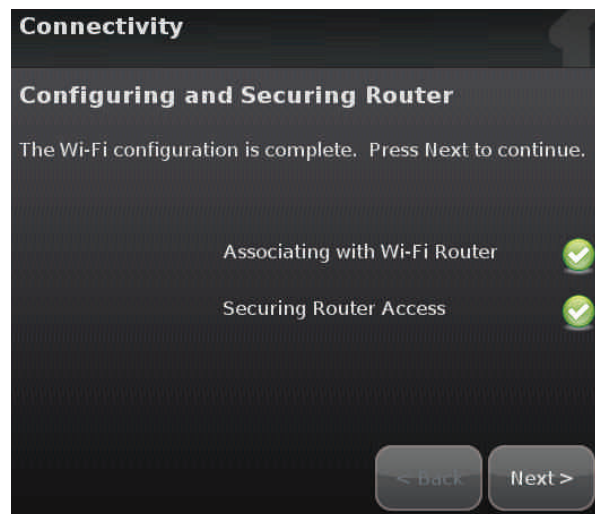 Connectivity
Configuring and Securing Router
The Wi-Fi configuration is complete. Press Next to continue.
Associating with Wi-Fi Router
Securing Router Access
< Back
Next >